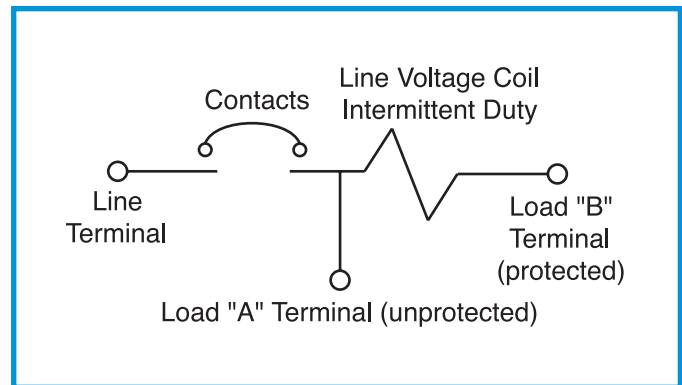 Line Voltage Coil
Intermittent Duty
Contacts
Line
Terminal
Load "B"
Terminal
(protected)
Load "A" Terminal (unprotected)